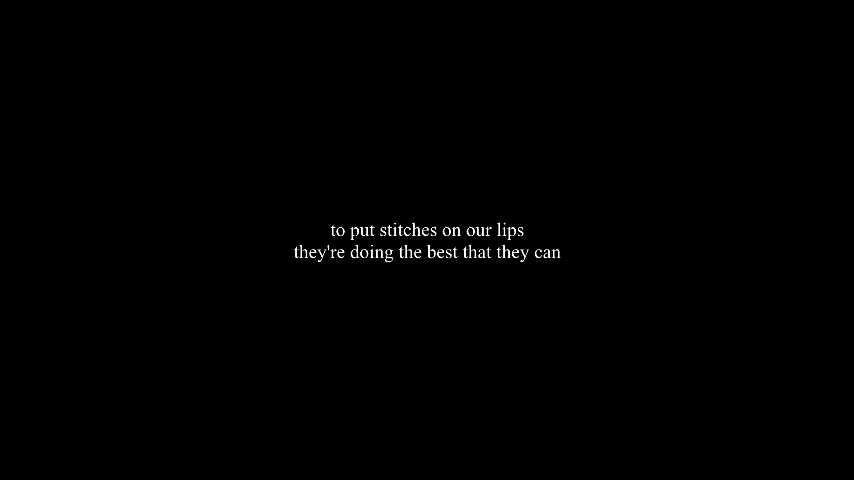 to put stitches on our lips
they're doing the best that they can